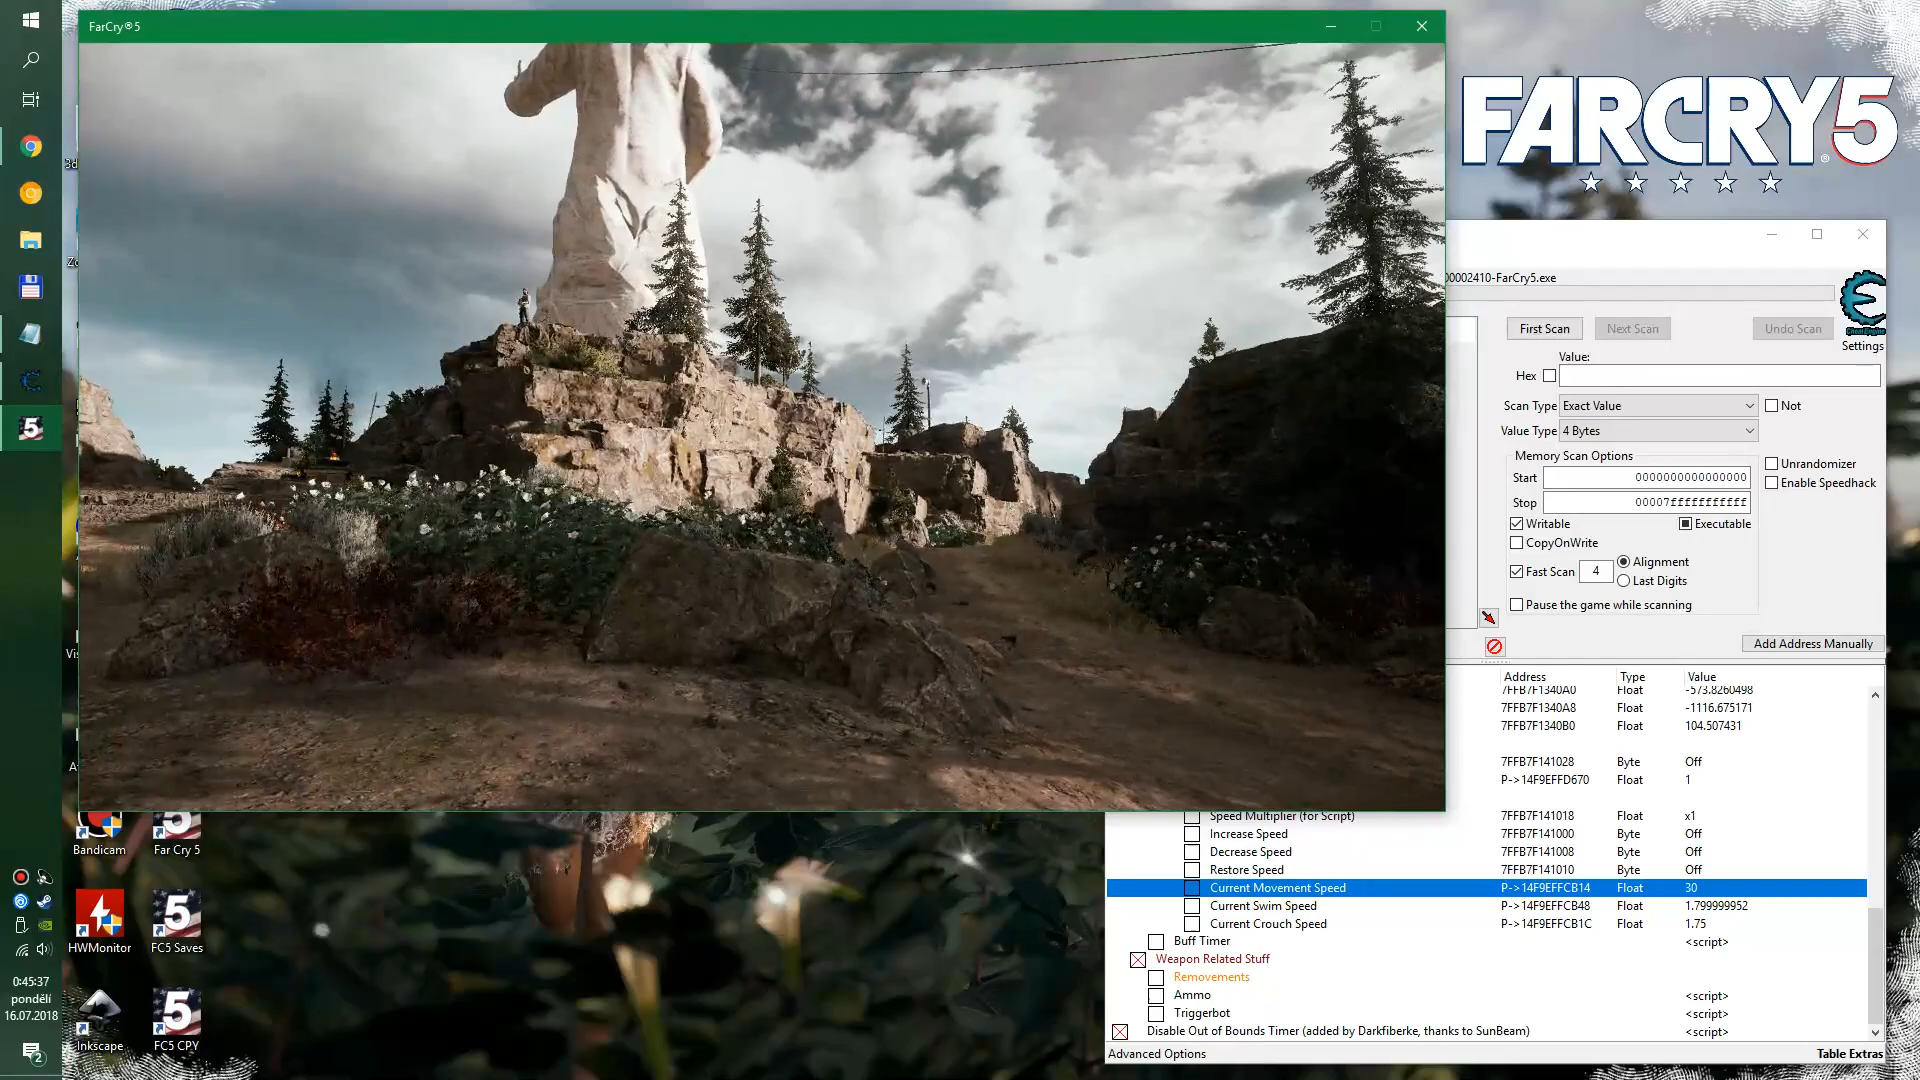 FarCry®5
FARCRY5
®
00002410-FarCry5.exe
First Scan
Next Scan
Undo Scan
Cheat Engine
Settings
Value:
Hex
Scan Type
Exact Value
Not
Value Type
4 Bytes
Memory Scan Options
Start
0000000000000000
Unrandomizer
Stop
00007fffffffffff
Enable Speedhack
Writable
Executable
CopyOnWrite
Fast Scan
4
Alignment
Last Digits
Pause the game while scanning
Add Address Manually
Address Type Value
7FFB7F1340A0 Float -573.8260498
7FFB7F1340A8 Float -1116.675171
7FFB7F1340B0 Float 104.507431
7FFB7F141028 Byte Off
P->14F9EFFD670 Float 1
Speed Multiplier (for Script) 7FFB7F141018 Float x1
Increase Speed 7FFB7F141000 Byte Off
Decrease Speed 7FFB7F141008 Byte Off
Restore Speed 7FFB7F141010 Byte Off
Current Movement Speed P->14F9EFFCB14 Float 30
Current Swim Speed P->14F9EFFCB48 Float 1.799999952
Current Crouch Speed P->14F9EFFCB1C Float 1.75
Buff Timer <script>
Weapon Related Stuff
Removements
Ammo <script>
Triggerbot <script>
Disable Out of Bounds Timer (added by Darkfiberke, thanks to SunBeam) <script>
Advanced Options
Table Extras
Bandicam
Far Cry 5
HWMonitor
FC5 Saves
Inkscape
FC5 CPY
0:45:37
pondělí
16.07.2018
2